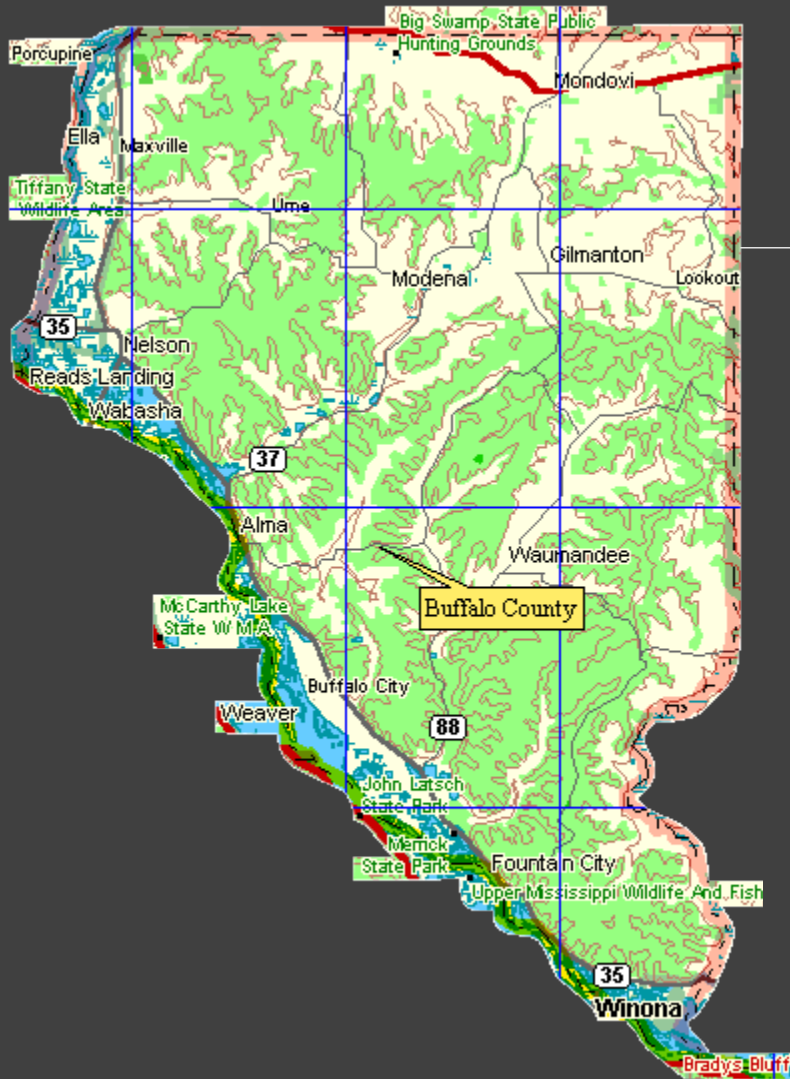 Big Swamp State Public
Hunting Grounds
Porcupine
Mondovi
Ella
Maxville
Tiffany State
Wildlife Area
Urne
Gilmanton
Modena
Lookout
35
Nelson
Reads Landing
Wabasha
37
Alma
Waumandee
McCarthy Lake
State W M A
Buffalo County
Buffalo City
Weaver
88
John Latsch
State Park
Merrick
State Park
Fountain City
Upper Mississippi Wildlife And Fish
35
Winona
Bradys Bluff